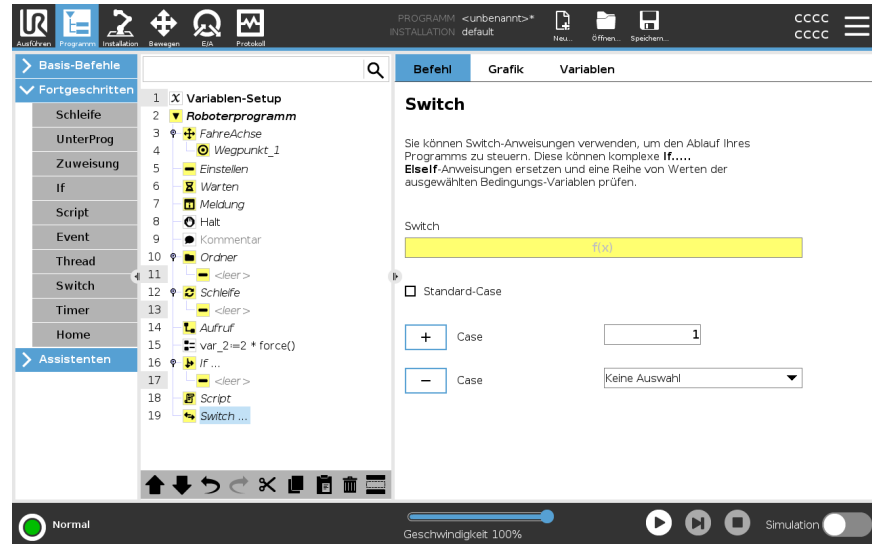 UR
PROGRAMM <unbenannt>*
INSTALLATION default
CCCC
CCCC
Ausführen Programm Installation Bewegen E/A Protokoll
Neu... Öffnen... Speichern...
Basis-Befehle
Fortgeschritten
Schleife
UnterProg
Zuweisung
If
Script
Event
Thread
Switch
Timer
Home
Assistenten
1 X Variablen-Setup
2 Roboterprogramm
3 FahreAchse
4 Wegpunkt_1
5 Einstellen
6 Warten
7 Meldung
8 Halt
9 Kommentar
10 Ordner
11 <leer>
12 Schleife
13 <leer>
14 Aufruf
15 var_2:=2 * force()
16 If ...
17 <leer>
18 Script
19 Switch ...
Befehl Grafik Variablen
Switch
Sie können Switch-Anweisungen verwenden, um den Ablauf Ihres
Programms zu steuern. Diese können komplexe If.....
ElseIf-Anweisungen ersetzen und eine Reihe von Werten der
ausgewählten Bedingungs-Variablen prüfen.
Switch
f(x)
Standard-Case
+ Case 1
− Case Keine Auswahl
Normal
Geschwindigkeit 100%
Simulation